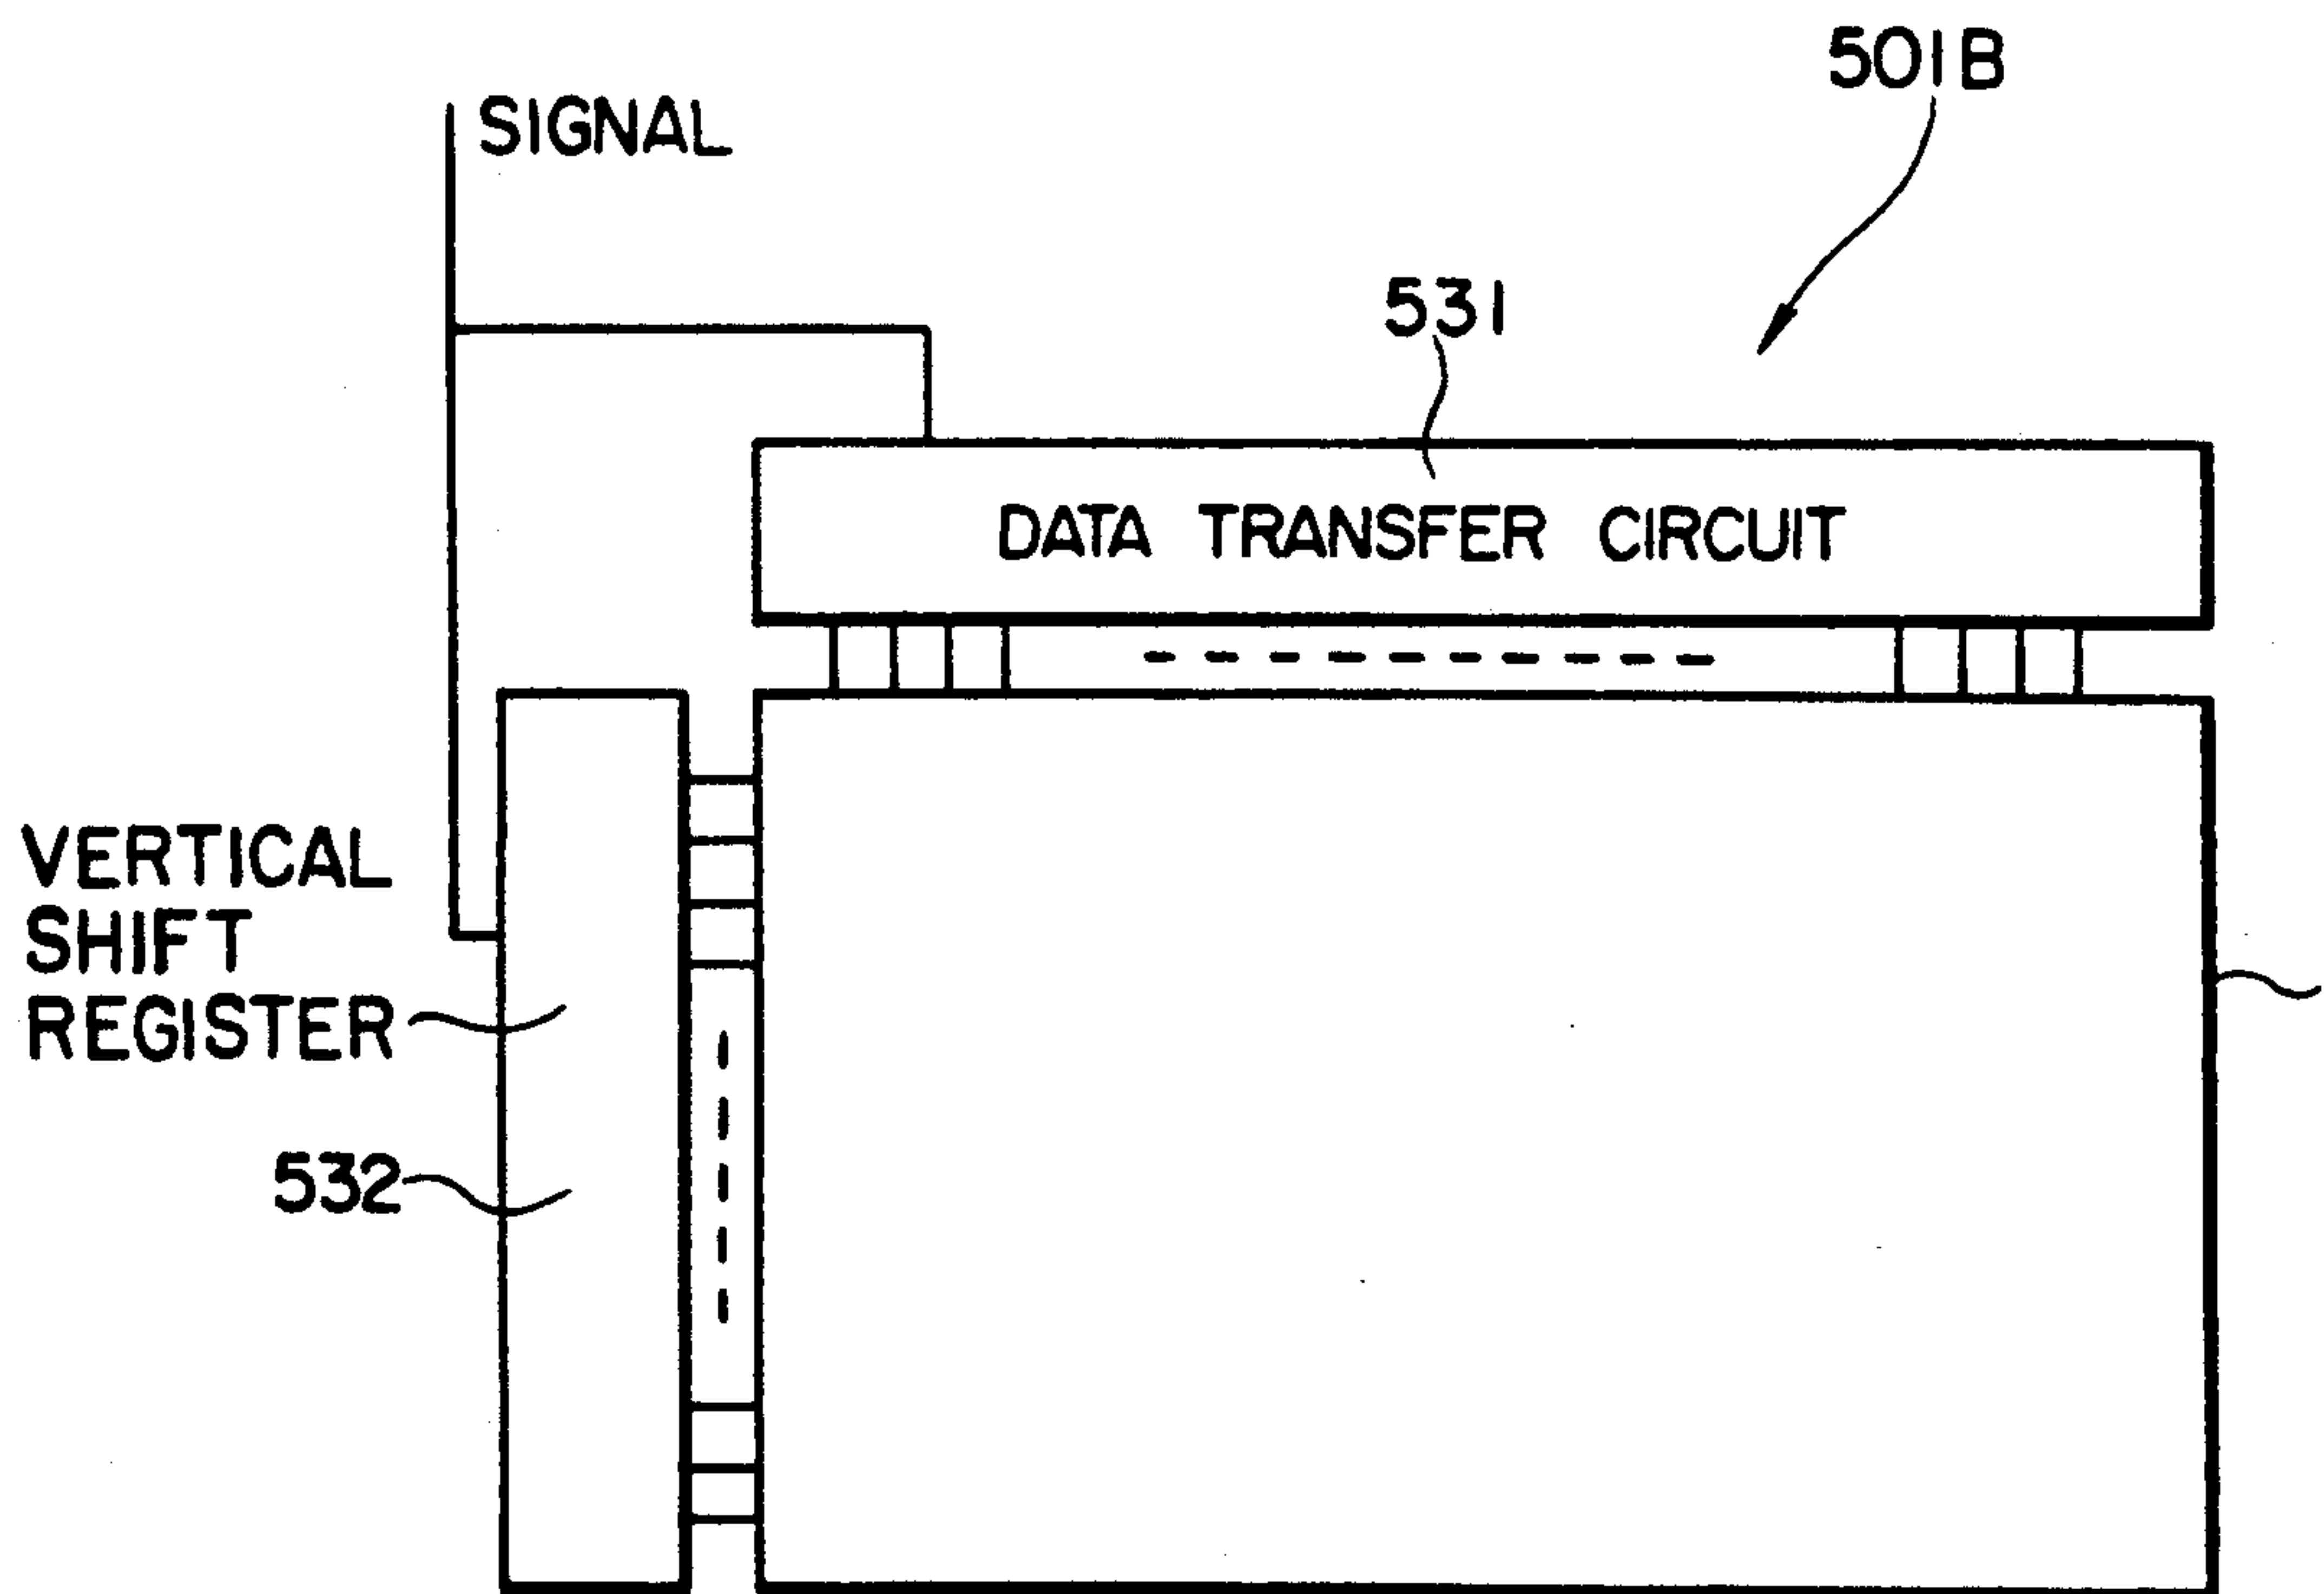 501B
SIGNAL
531
DATA TRANSFER CIRCUIT
VERTICAL
SHIFT
REGISTER
532